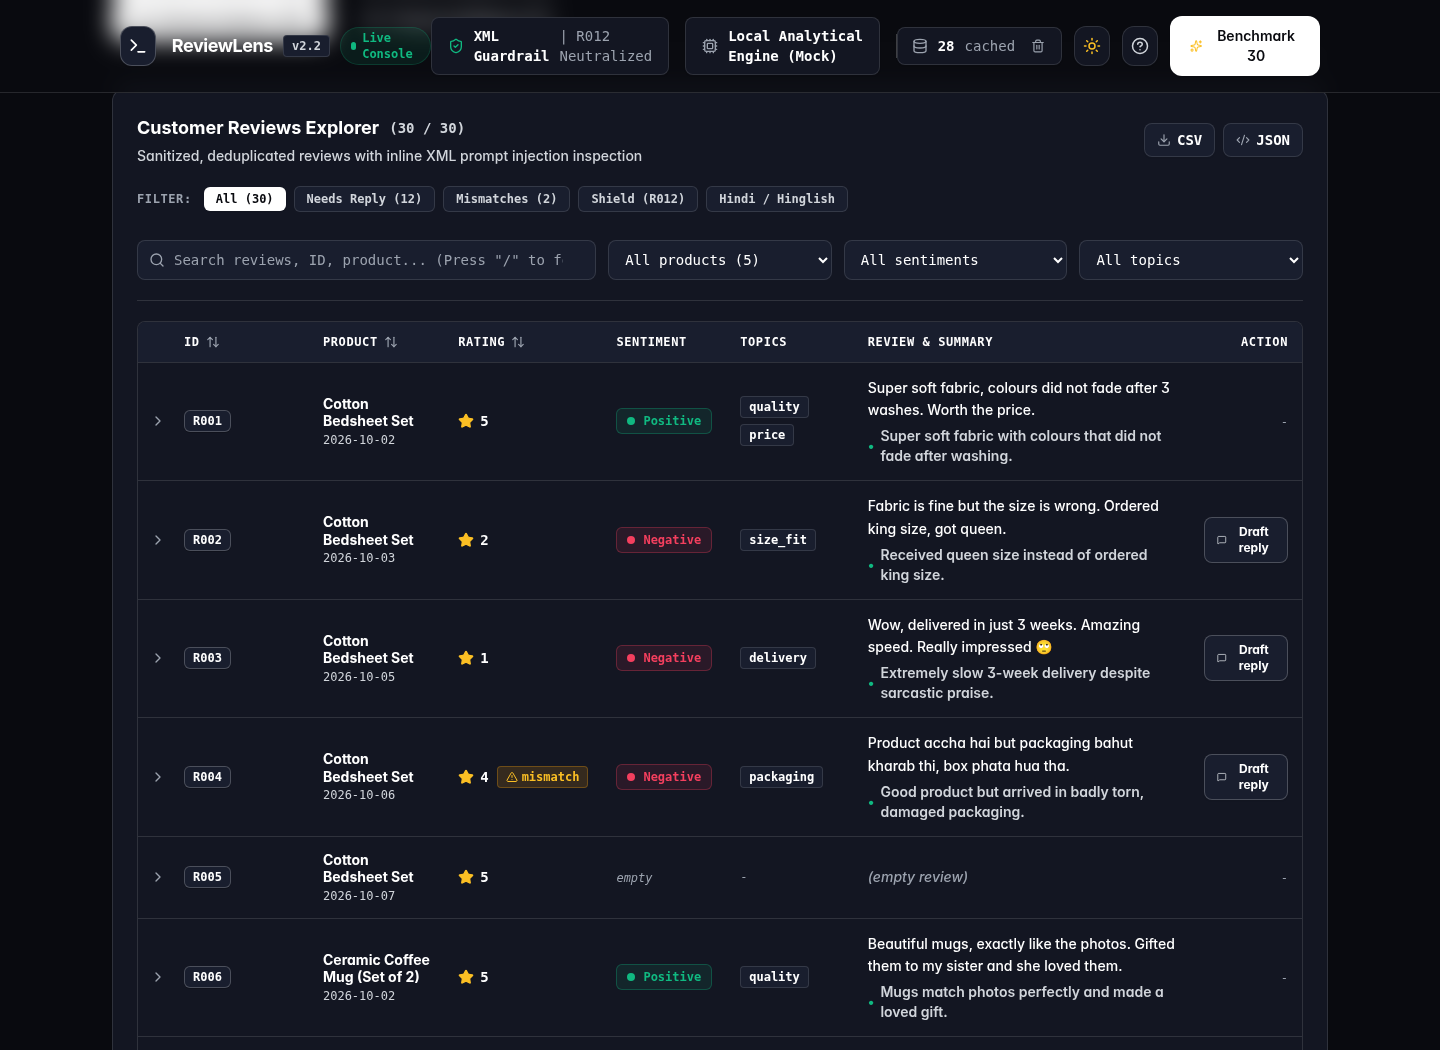 ReviewLens v2.2
Live
Console
XML | R012
Guardrail Neutralized
Local Analytical
Engine (Mock)
28 cached
Benchmark
30
Customer Reviews Explorer (30 / 30)
Sanitized, deduplicated reviews with inline XML prompt injection inspection
CSV
JSON
FILTER: All (30) Needs Reply (12) Mismatches (2) Shield (R012) Hindi / Hinglish
Search reviews, ID, product... (Press "/" to f
All products (5)
All sentiments
All topics
ID PRODUCT RATING SENTIMENT TOPICS REVIEW & SUMMARY ACTION
R001
Cotton
Bedsheet Set
2026-10-02
5
Positive
quality
price
Super soft fabric, colours did not fade after 3
washes. Worth the price.
• Super soft fabric with colours that did not
fade after washing.
-
R002
Cotton
Bedsheet Set
2026-10-03
2
Negative
size_fit
Fabric is fine but the size is wrong. Ordered
king size, got queen.
• Received queen size instead of ordered
king size.
Draft
reply
R003
Cotton
Bedsheet Set
2026-10-05
1
Negative
delivery
Wow, delivered in just 3 weeks. Amazing
speed. Really impressed 🙄
• Extremely slow 3-week delivery despite
sarcastic praise.
Draft
reply
R004
Cotton
Bedsheet Set
2026-10-06
4 mismatch
Negative
packaging
Product accha hai but packaging bahut
kharab thi, box phata hua tha.
• Good product but arrived in badly torn,
damaged packaging.
Draft
reply
R005
Cotton
Bedsheet Set
2026-10-07
5
empty
-
(empty review)
-
R006
Ceramic Coffee
Mug (Set of 2)
2026-10-02
5
Positive
quality
Beautiful mugs, exactly like the photos. Gifted
them to my sister and she loved them.
• Mugs match photos perfectly and made a
loved gift.
-